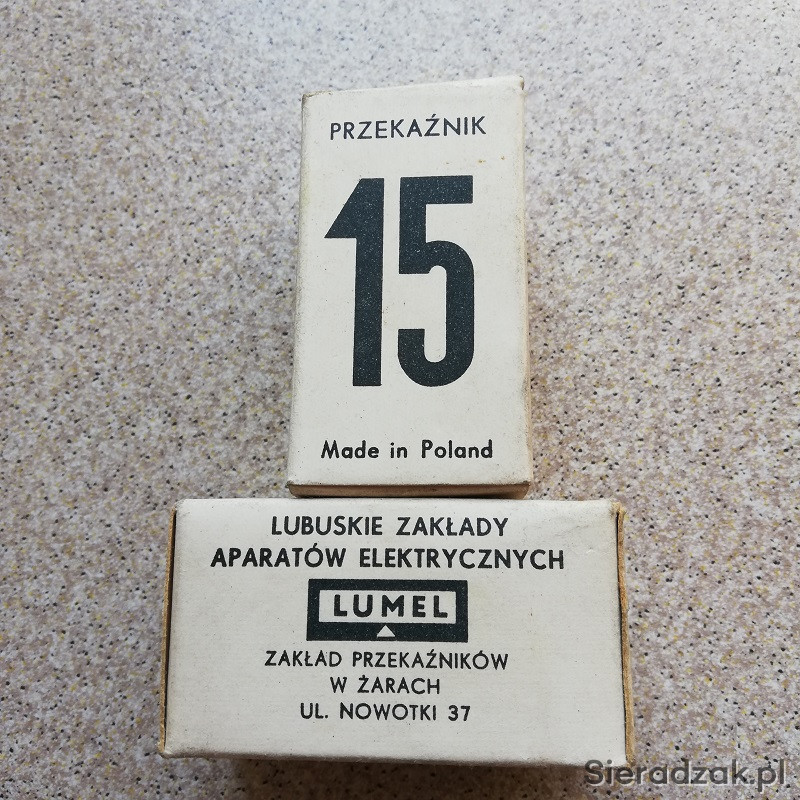 PRZEKAŹNIK
15
Made in Poland
LUBUSKIE ZAKŁADY
APARATÓW ELEKTRYCZNYCH
LUMEL
ZAKŁAD PRZEKAŹNIKÓW
W ŻARACH
UL. NOWOTKI 37
Sieradzak.pl